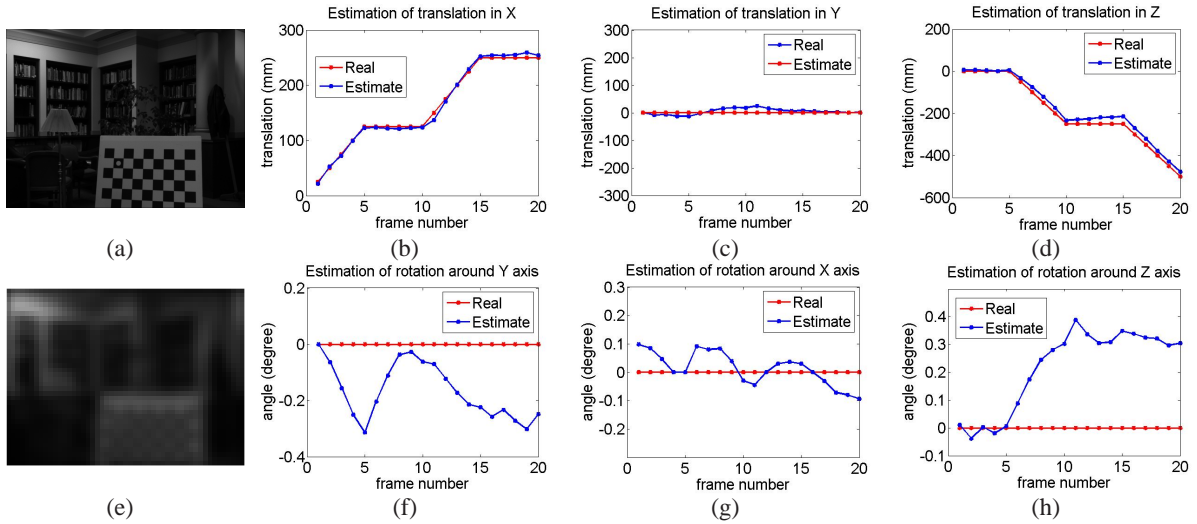 Estimation of translation in X
translation (mm)
300
200
100
0
Real
Estimate
0 5 10 15 20
frame number
(b)
Estimation of translation in Y
translation (mm)
300
200
100
0
-100
-200
-300
Real
Estimate
0 5 10 15 20
frame number
(c)
Estimation of translation in Z
translation (mm)
200
0
-200
-400
-600
Real
Estimate
0 5 10 15 20
frame number
(d)
(a)
Estimation of rotation around Y axis
angle (degree)
0.2
0
-0.2
-0.4
Real
Estimate
0 5 10 15 20
frame number
(f)
Estimation of rotation around X axis
angle (degree)
0.3
0.2
0.1
0
-0.1
-0.2
Real
Estimate
0 5 10 15 20
frame number
(g)
Estimation of rotation around Z axis
angle (degree)
0.4
0.3
0.2
0.1
0
-0.1
Real
Estimate
0 5 10 15 20
frame number
(h)
(e)